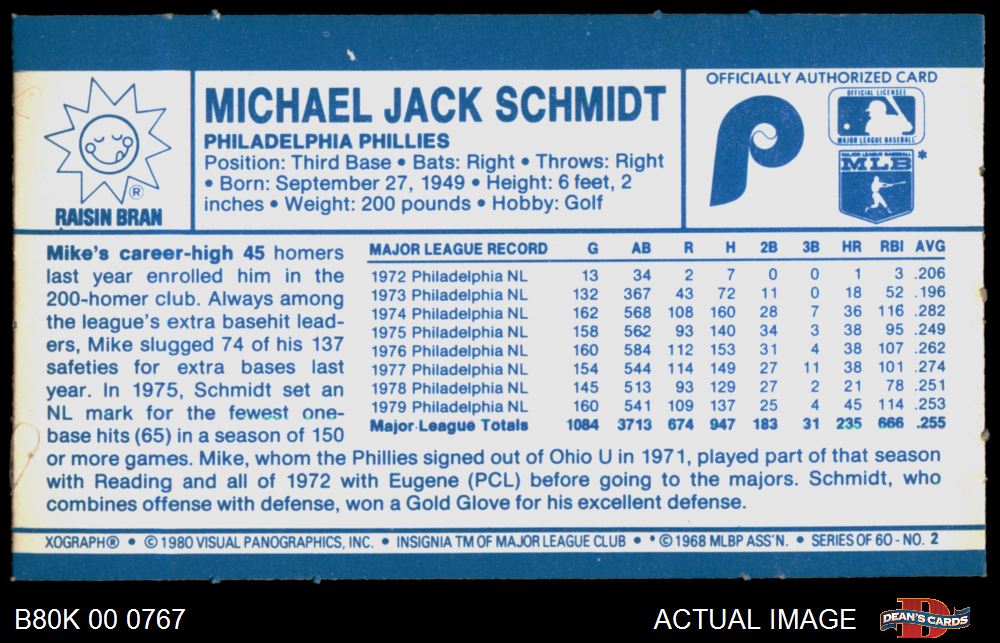 RAISIN BRAN
®
MICHAEL JACK SCHMIDT
PHILADELPHIA PHILLIES
Position: Third Base • Bats: Right • Throws: Right
• Born: September 27, 1949 • Height: 6 feet, 2
inches • Weight: 200 pounds • Hobby: Golf
OFFICIALLY AUTHORIZED CARD
P
OFFICIAL LICENSEE
MAJOR LEAGUE BASEBALL
MAJOR LEAGUE BASEBALL
MLB *
Mike's career-high 45 homers
last year enrolled him in the
200-homer club. Always among
the league's extra basehit lead-
ers, Mike slugged 74 of his 137
safeties for extra bases last
year. In 1975, Schmidt set an
NL mark for the fewest one-
base hits (65) in a season of 150
or more games. Mike, whom the Phillies signed out of Ohio U in 1971, played part of that season
with Reading and all of 1972 with Eugene (PCL) before going to the majors. Schmidt, who
combines offense with defense, won a Gold Glove for his excellent defense.
MAJOR LEAGUE RECORD G AB R H 2B 3B HR RBI AVG
1972 Philadelphia NL 13 34 2 7 0 0 1 3 .206
1973 Philadelphia NL 132 367 43 72 11 0 18 52 .196
1974 Philadelphia NL 162 568 108 160 28 7 36 116 .282
1975 Philadelphia NL 158 562 93 140 34 3 38 95 .249
1976 Philadelphia NL 160 584 112 153 31 4 38 107 .262
1977 Philadelphia NL 154 544 114 149 27 11 38 101 .274
1978 Philadelphia NL 145 513 93 129 27 2 21 78 .251
1979 Philadelphia NL 160 541 109 137 25 4 45 114 .253
Major League Totals 1084 3713 674 947 183 31 235 666 .255
XOGRAPH® • © 1980 VISUAL PANOGRAPHICS, INC. • INSIGNIA TM OF MAJOR LEAGUE CLUB • * © 1968 MLBP ASS'N. • SERIES OF 60 - NO. 2
B80K 00 0767
ACTUAL IMAGE
D
DEAN'S CARDS